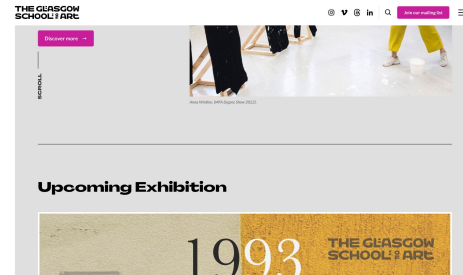 THE GLASGOW
SCHOOL OF ART
Join our mailing list
Discover more →
SCROLL
Upcoming Exhibition
1993
THE GLASGOW
SCHOOL OF ART